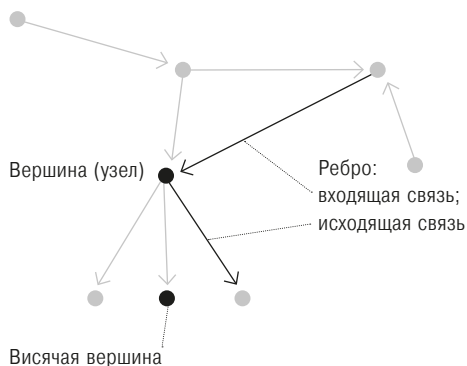 Вершина (узел)
Ребро:
входящая связь;
исходящая связь
Висячая вершина